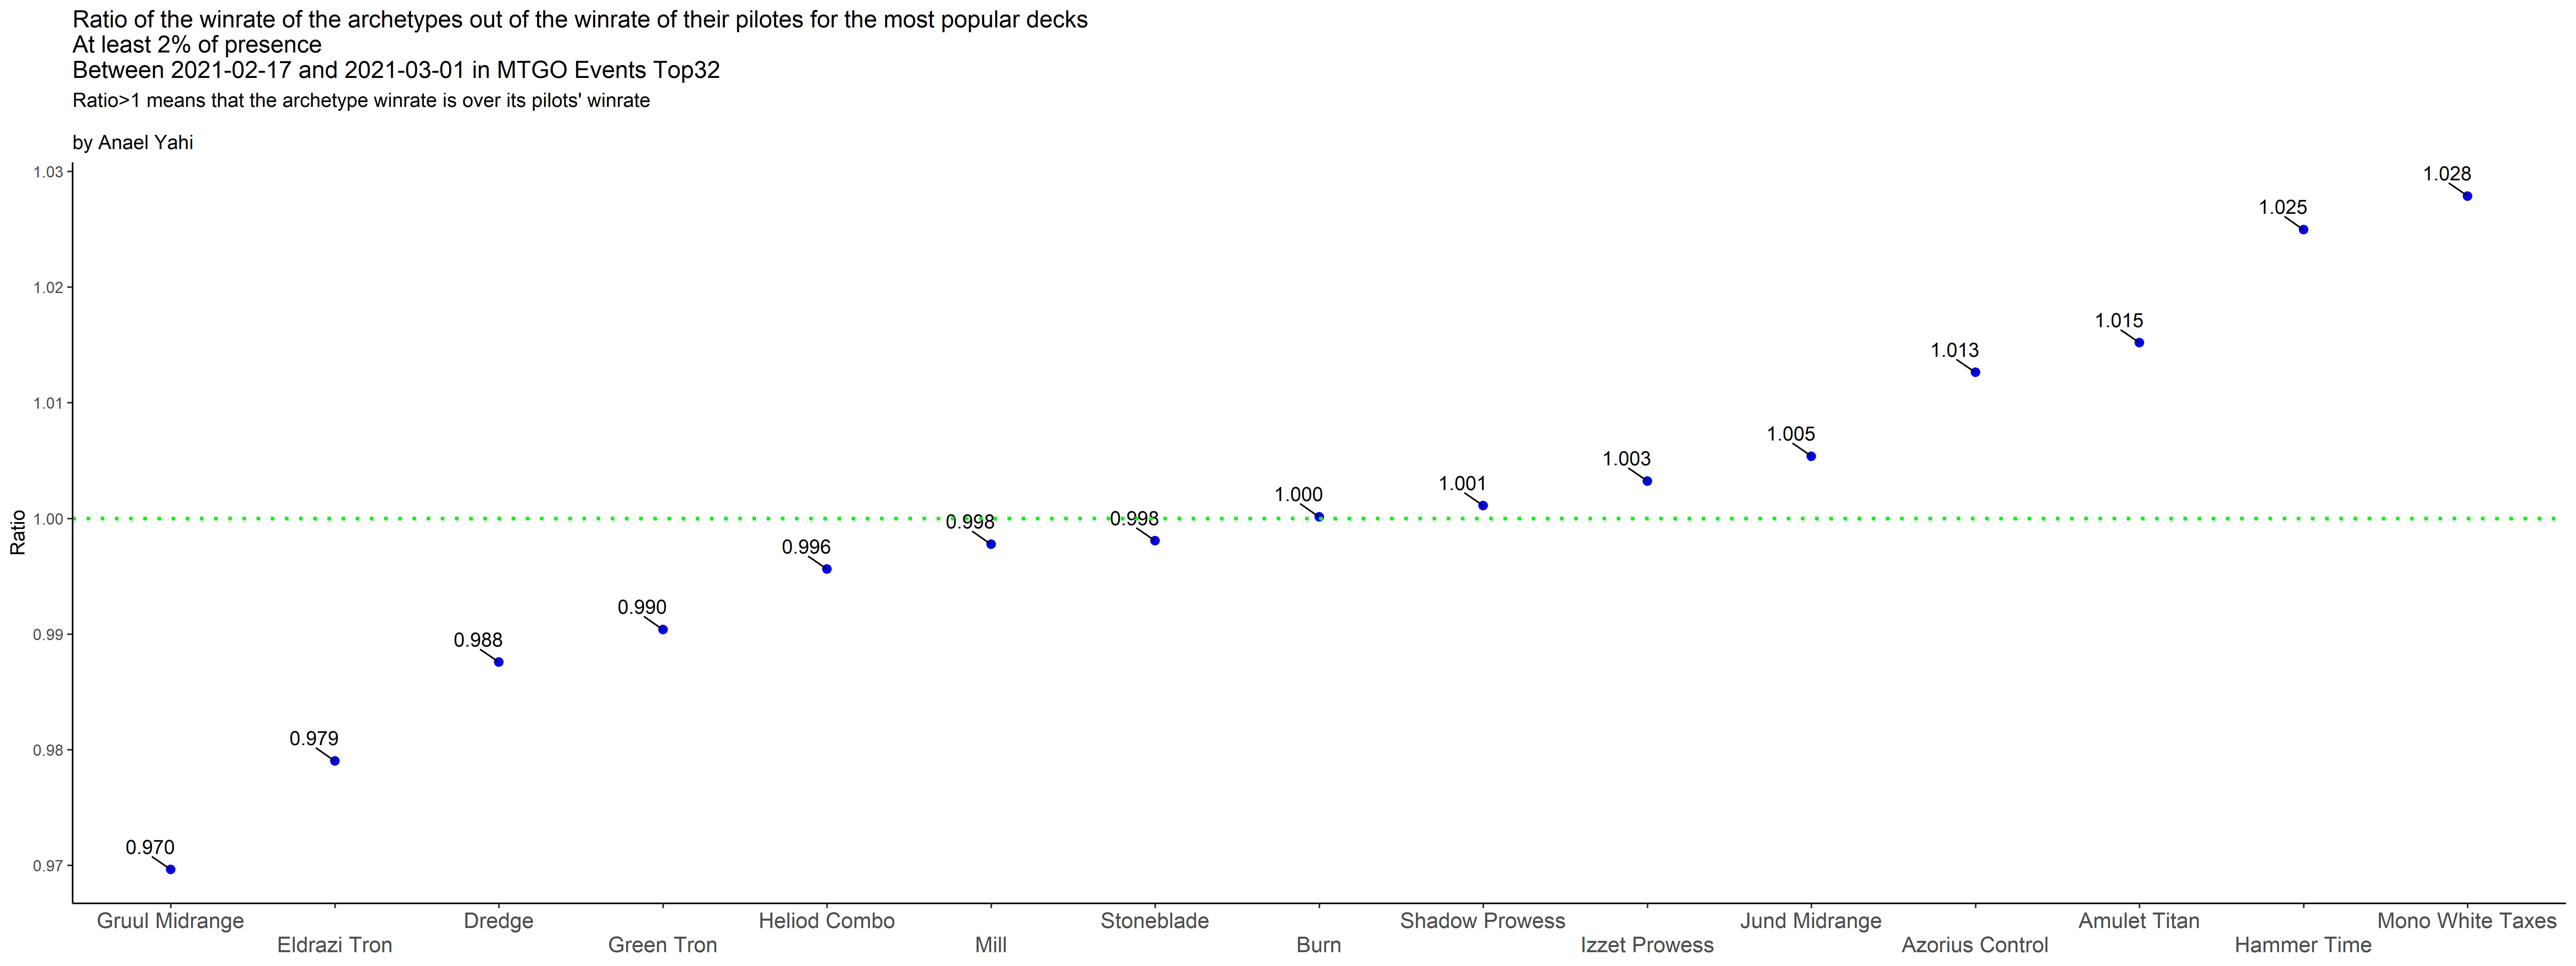 Ratio of the winrate of the archetypes out of the winrate of their pilotes for the most popular decks
At least 2% of presence
Between 2021-02-17 and 2021-03-01 in MTGO Events Top32
Ratio>1 means that the archetype winrate is over its pilots' winrate
by Anael Yahi
1.03
1.02
1.01
1.00
0.99
0.98
0.97
Ratio
0.970
0.979
0.988
0.990
0.996
0.998
0.998
1.000
1.001
1.003
1.005
1.013
1.015
1.025
1.028
Gruul Midrange
Eldrazi Tron
Dredge
Green Tron
Heliod Combo
Mill
Stoneblade
Burn
Shadow Prowess
Izzet Prowess
Jund Midrange
Azorius Control
Amulet Titan
Hammer Time
Mono White Taxes